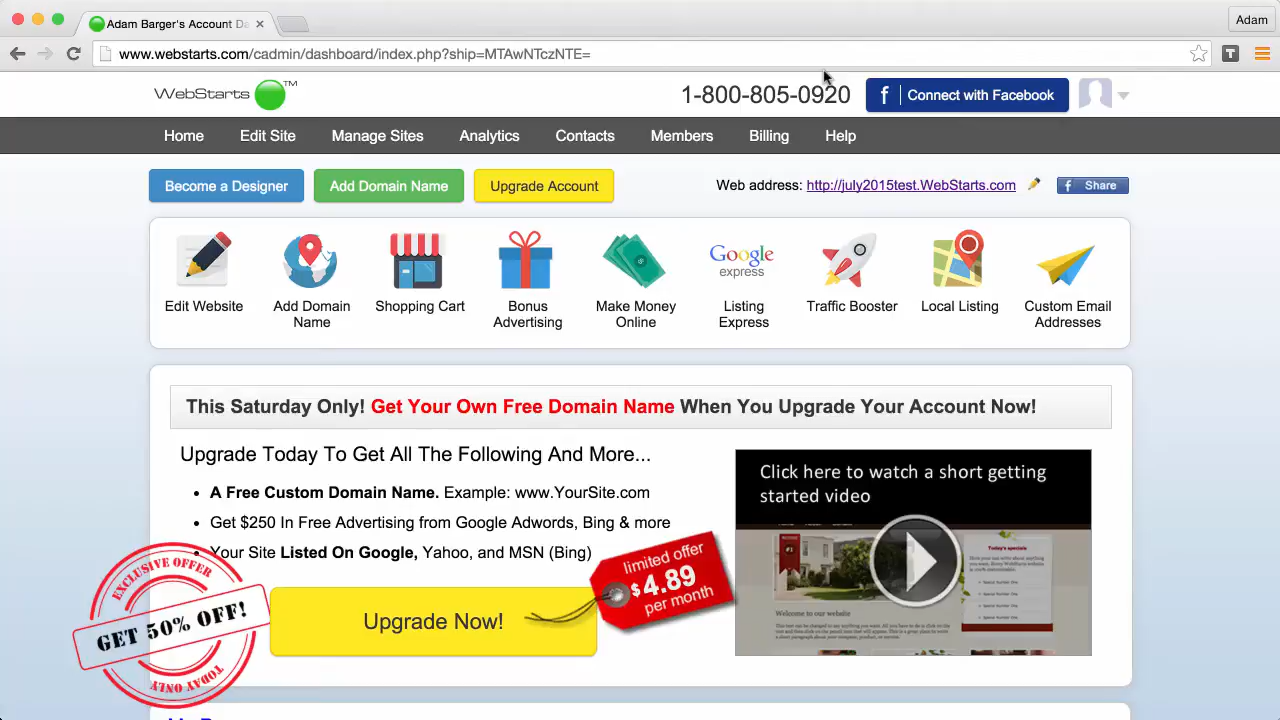 Adam Barger's Account Da
Adam
www.webstarts.com/cadmin/dashboard/index.php?ship=MTAwNTczNTE=
T
WebStarts™
1-800-805-0920
f Connect with Facebook
Home Edit Site Manage Sites Analytics Contacts Members Billing Help
Become a Designer Add Domain Name Upgrade Account
Web address: http://july2015test.WebStarts.com
f Share
Google
express
Edit Website
Add Domain
Name
Shopping Cart
Bonus
Advertising
Make Money
Online
Listing
Express
Traffic Booster
Local Listing
Custom Email
Addresses
This Saturday Only! Get Your Own Free Domain Name When You Upgrade Your Account Now!
Upgrade Today To Get All The Following And More...
• A Free Custom Domain Name. Example: www.YourSite.com
• Get $250 In Free Advertising from Google Adwords, Bing & more
• Your Site Listed On Google, Yahoo, and MSN (Bing)
Click here to watch a short getting
started video
Today's specials
Welcome to our website
limited offer
$4.89
per month
Upgrade Now!
EXCLUSIVE OFFER
GET 50% OFF!
TODAY ONLY